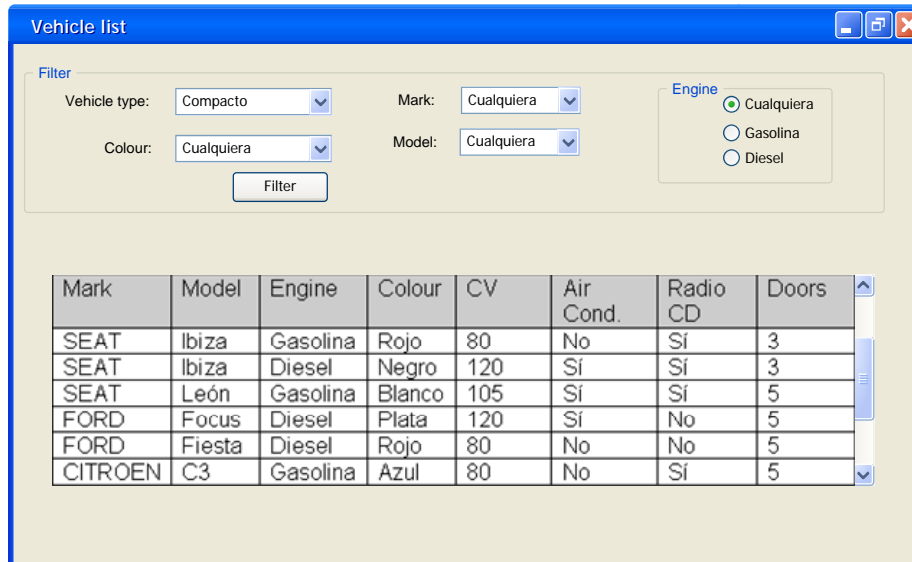 Vehicle list
Filter
Vehicle type: Compacto Mark: Cualquiera
Colour: Cualquiera Model: Cualquiera
Filter
Engine
Cualquiera
Gasolina
Diesel
Mark Model Engine Colour CV Air Radio Doors
Cond. CD
SEAT Ibiza Gasolina Rojo 80 No Sí 3
SEAT Ibiza Diesel Negro 120 Sí Sí 3
SEAT León Gasolina Blanco 105 Sí Sí 5
FORD Focus Diesel Plata 120 Sí No 5
FORD Fiesta Diesel Rojo 80 No No 5
CITROEN C3 Gasolina Azul 80 No Sí 5